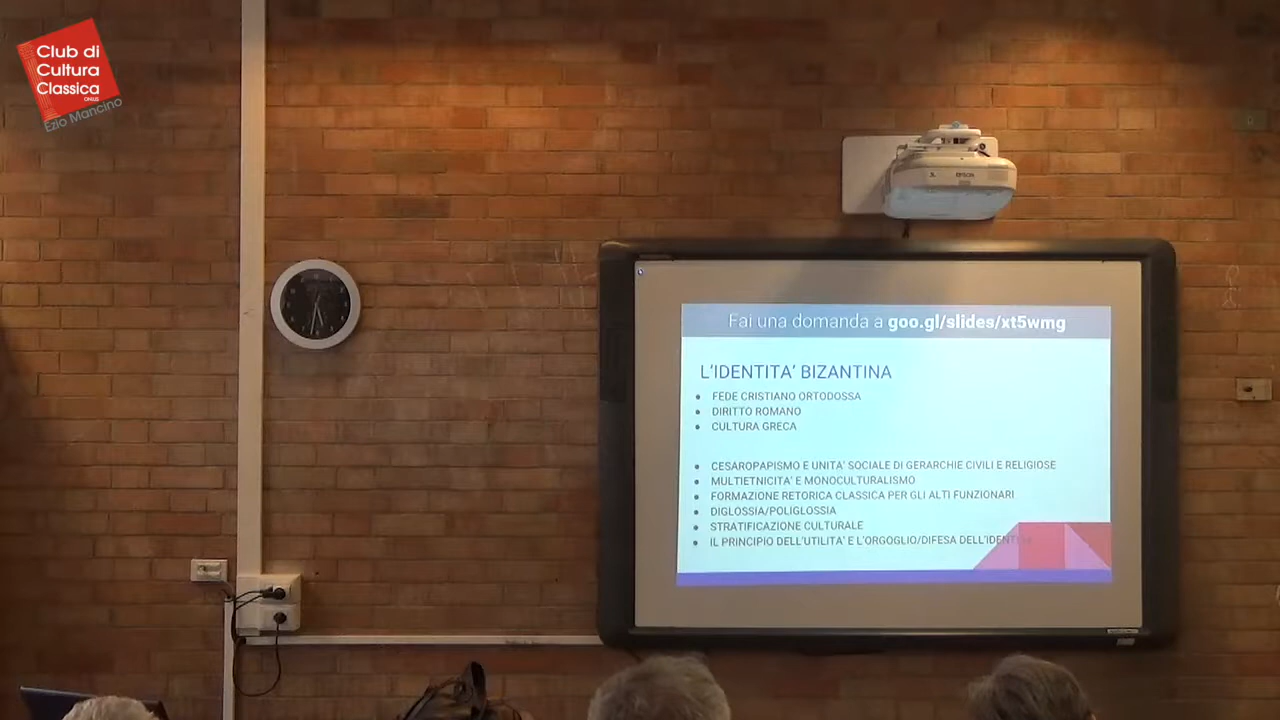 Club di
Cultura
Classica
ONLUS
Ezio Mancino
EPSON
Fai una domanda a goo.gl/slides/xt5wmg
L'IDENTITA' BIZANTINA
• FEDE CRISTIANO ORTODOSSA
• DIRITTO ROMANO
• CULTURA GRECA
• CESAROPAPISMO E UNITA' SOCIALE DI GERARCHIE CIVILI E RELIGIOSE
• MULTIETNICITA' E MONOCULTURALISMO
• FORMAZIONE RETORICA CLASSICA PER GLI ALTI FUNZIONARI
• DIGLOSSIA/POLIGLOSSIA
• STRATIFICAZIONE CULTURALE
• IL PRINCIPIO DELL'UTILITA' E L'ORGOGLIO/DIFESA DELL'IDENTITA'